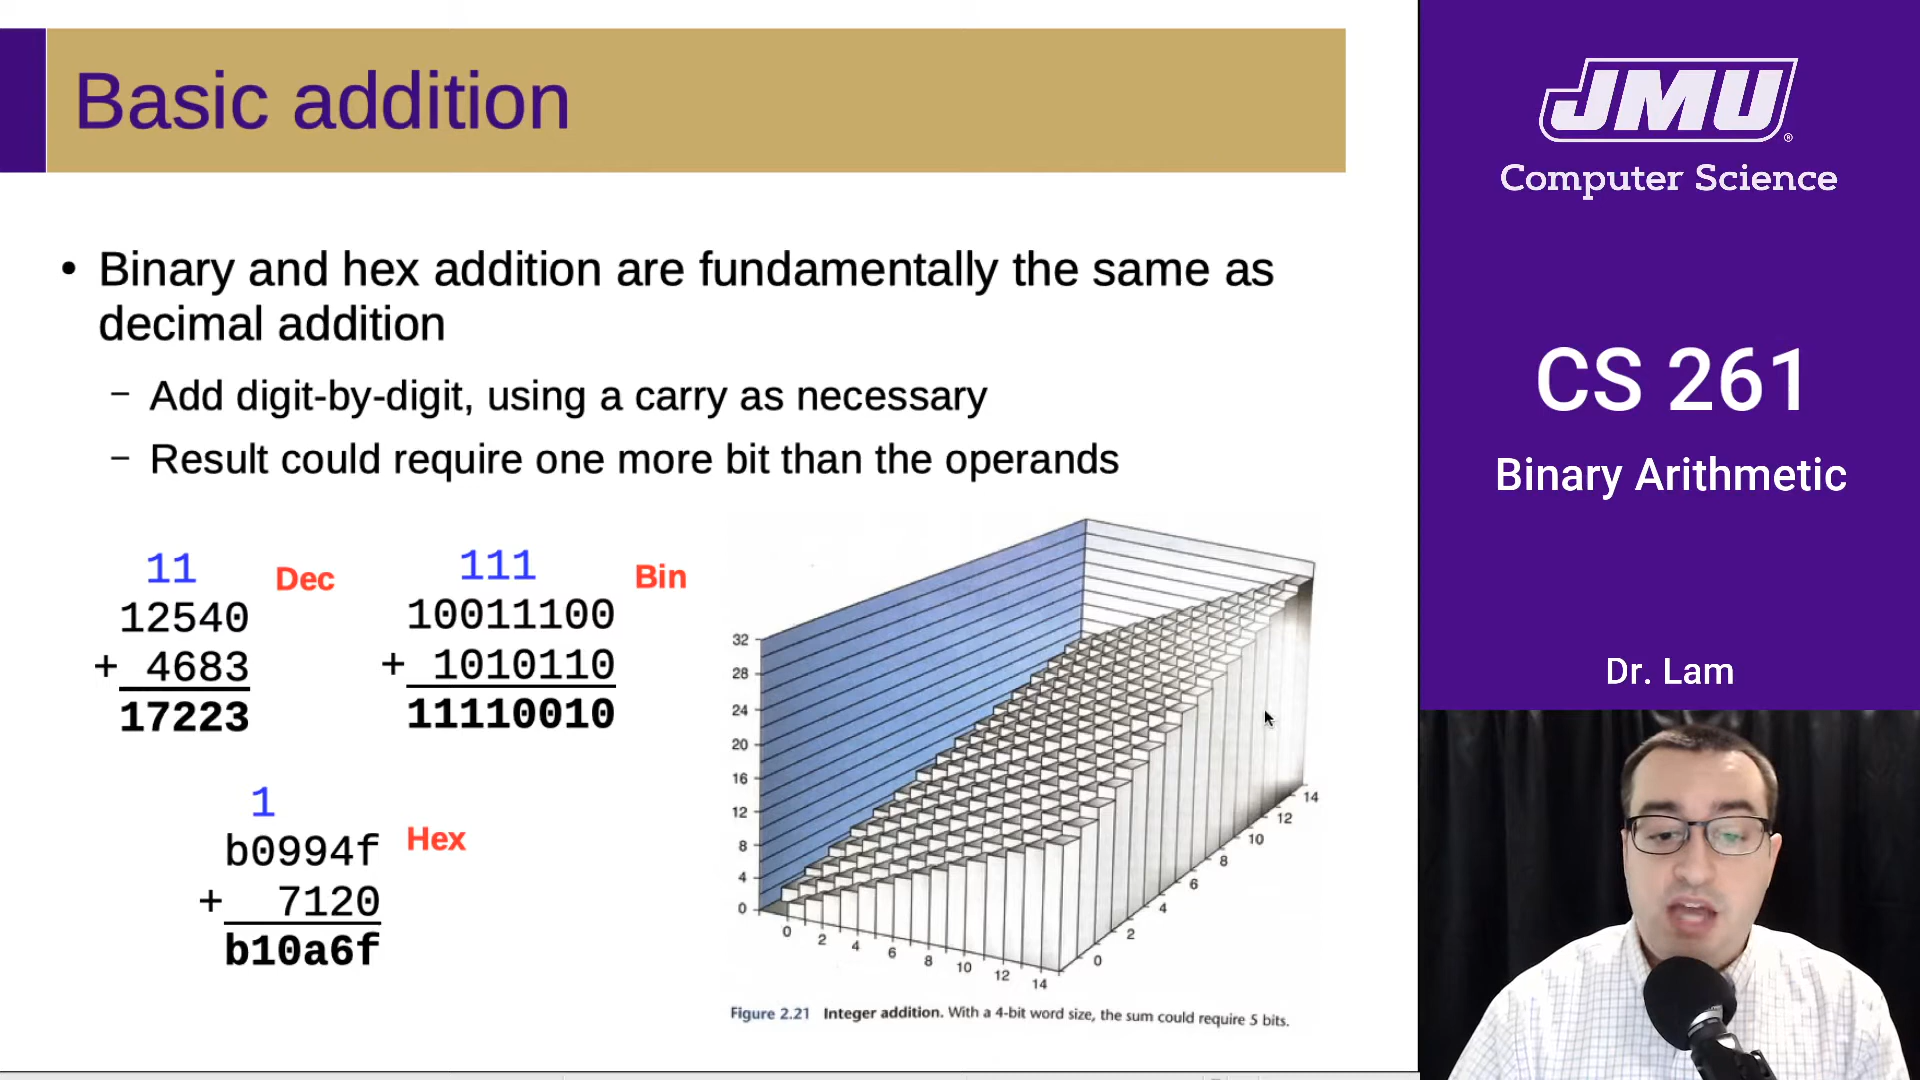 Basic addition
• Binary and hex addition are fundamentally the same as
decimal addition
– Add digit-by-digit, using a carry as necessary
– Result could require one more bit than the operands
11
Dec
12540
+ 4683
17223
111
Bin
10011100
+ 1010110
11110010
1
Hex
b0994f
+ 7120
b10a6f
32
28
24
20
16
12
8
4
0
0
2
4
6
8
10
12
14
0
2
4
6
8
10
12
14
Figure 2.21 Integer addition. With a 4-bit word size, the sum could require 5 bits.
JMU®
Computer Science
CS 261
Binary Arithmetic
Dr. Lam